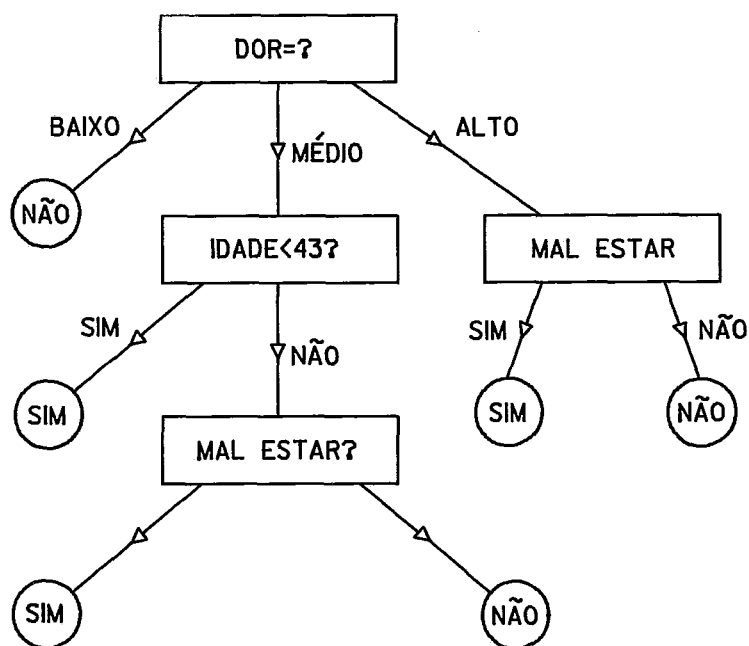 DOR=?
BAIXO
MÉDIO
ALTO
NÃO
IDADE<43?
MAL ESTAR
SIM
NÃO
SIM
NÃO
SIM
MAL ESTAR?
SIM
NÃO
SIM
NÃO